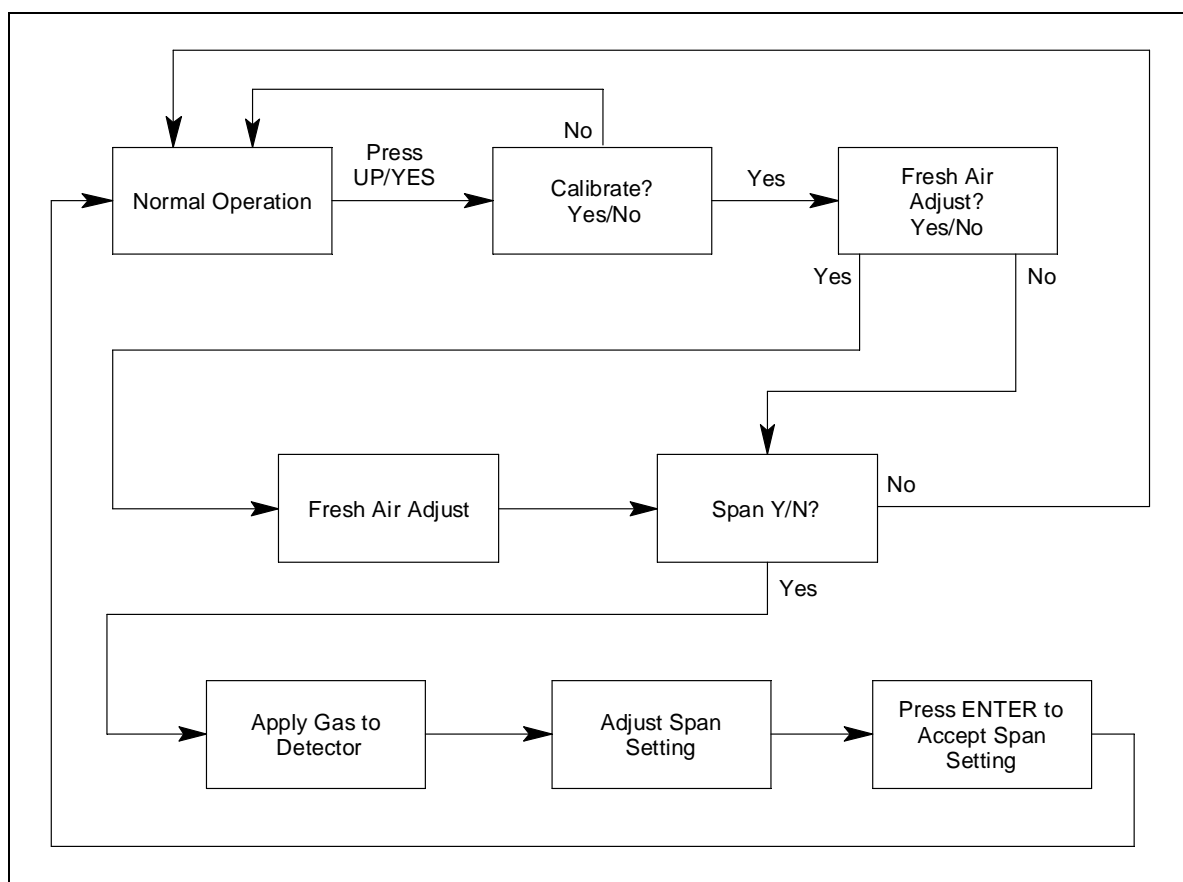 No
Press
UP/YES
Normal Operation
Calibrate?
Yes/No
Yes
Fresh Air
Adjust?
Yes/No
Yes
No
Fresh Air Adjust
Span Y/N?
No
Yes
Apply Gas to
Detector
Adjust Span
Setting
Press ENTER to
Accept Span
Setting